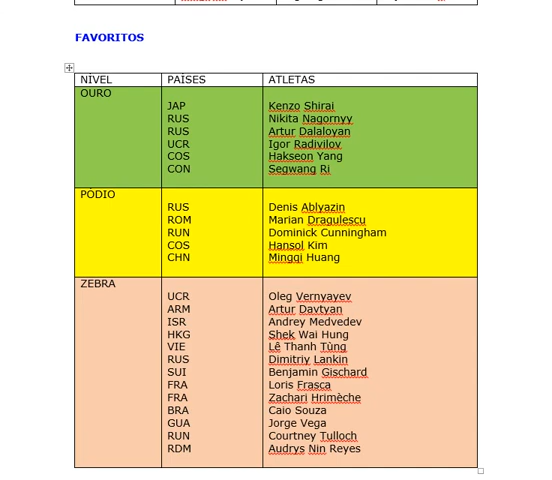 FAVORITOS
NÍVEL PAÍSES ATLETAS
OURO
JAP Kenzo Shirai
RUS Nikita Nagornyy
RUS Artur Dalaloyan
UCR Igor Radivilov
COS Hakseon Yang
CON Segwang Ri
PÓDIO
RUS Denis Ablyazin
ROM Marian Dragulescu
RUN Dominick Cunningham
COS Hansol Kim
CHN Mingqi Huang
ZEBRA
UCR Oleg Vernyayev
ARM Artur Davtyan
ISR Andrey Medvedev
HKG Shek Wai Hung
VIE Lê Thanh Tùng
RUS Dimitriy Lankin
SUI Benjamin Gischard
FRA Loris Frasca
FRA Zachari Hrimèche
BRA Caio Souza
GUA Jorge Vega
RUN Courtney Tulloch
RDM Audrys Nin Reyes